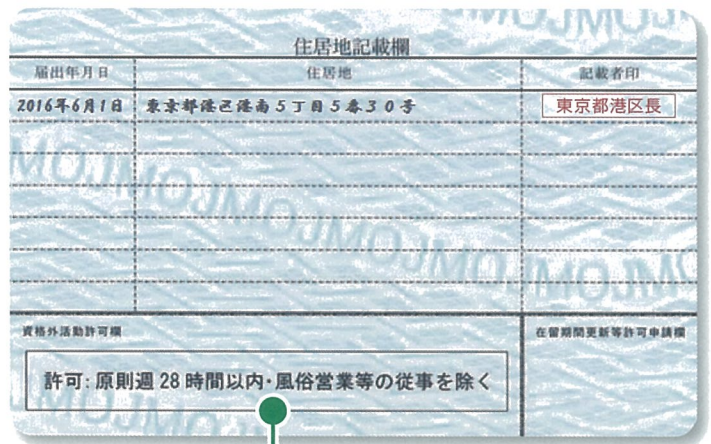 住居地記載欄
届出年月日 住居地 記載者印
2016年6月1日 東京都港区港南5丁目5番30号 東京都港区長
MOJMOJMOJMOJMOJMOJMO
資格外活動許可欄 在留期間更新等許可申請欄
許可:原則週28時間以内・風俗営業等の従事を除く